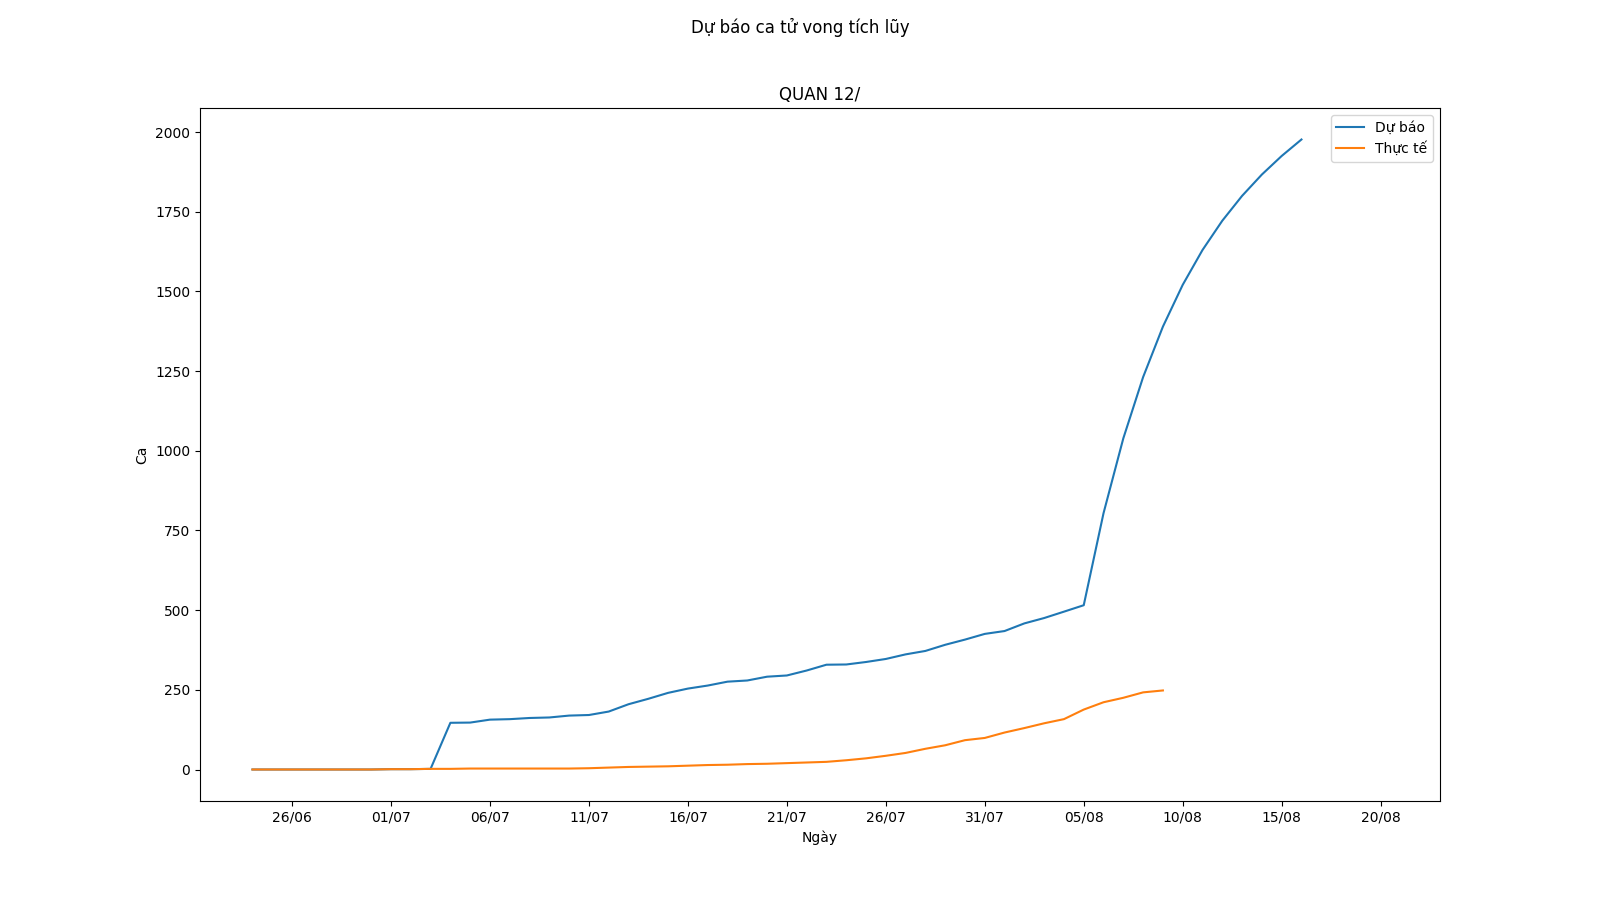 Dự báo ca tử vong tích lũy
QUAN 12/
Dự báo
Thực tế
Ca
2000
1750
1500
1250
1000
750
500
250
0
26/06 01/07 06/07 11/07 16/07 21/07 26/07 31/07 05/08 10/08 15/08 20/08
Ngày